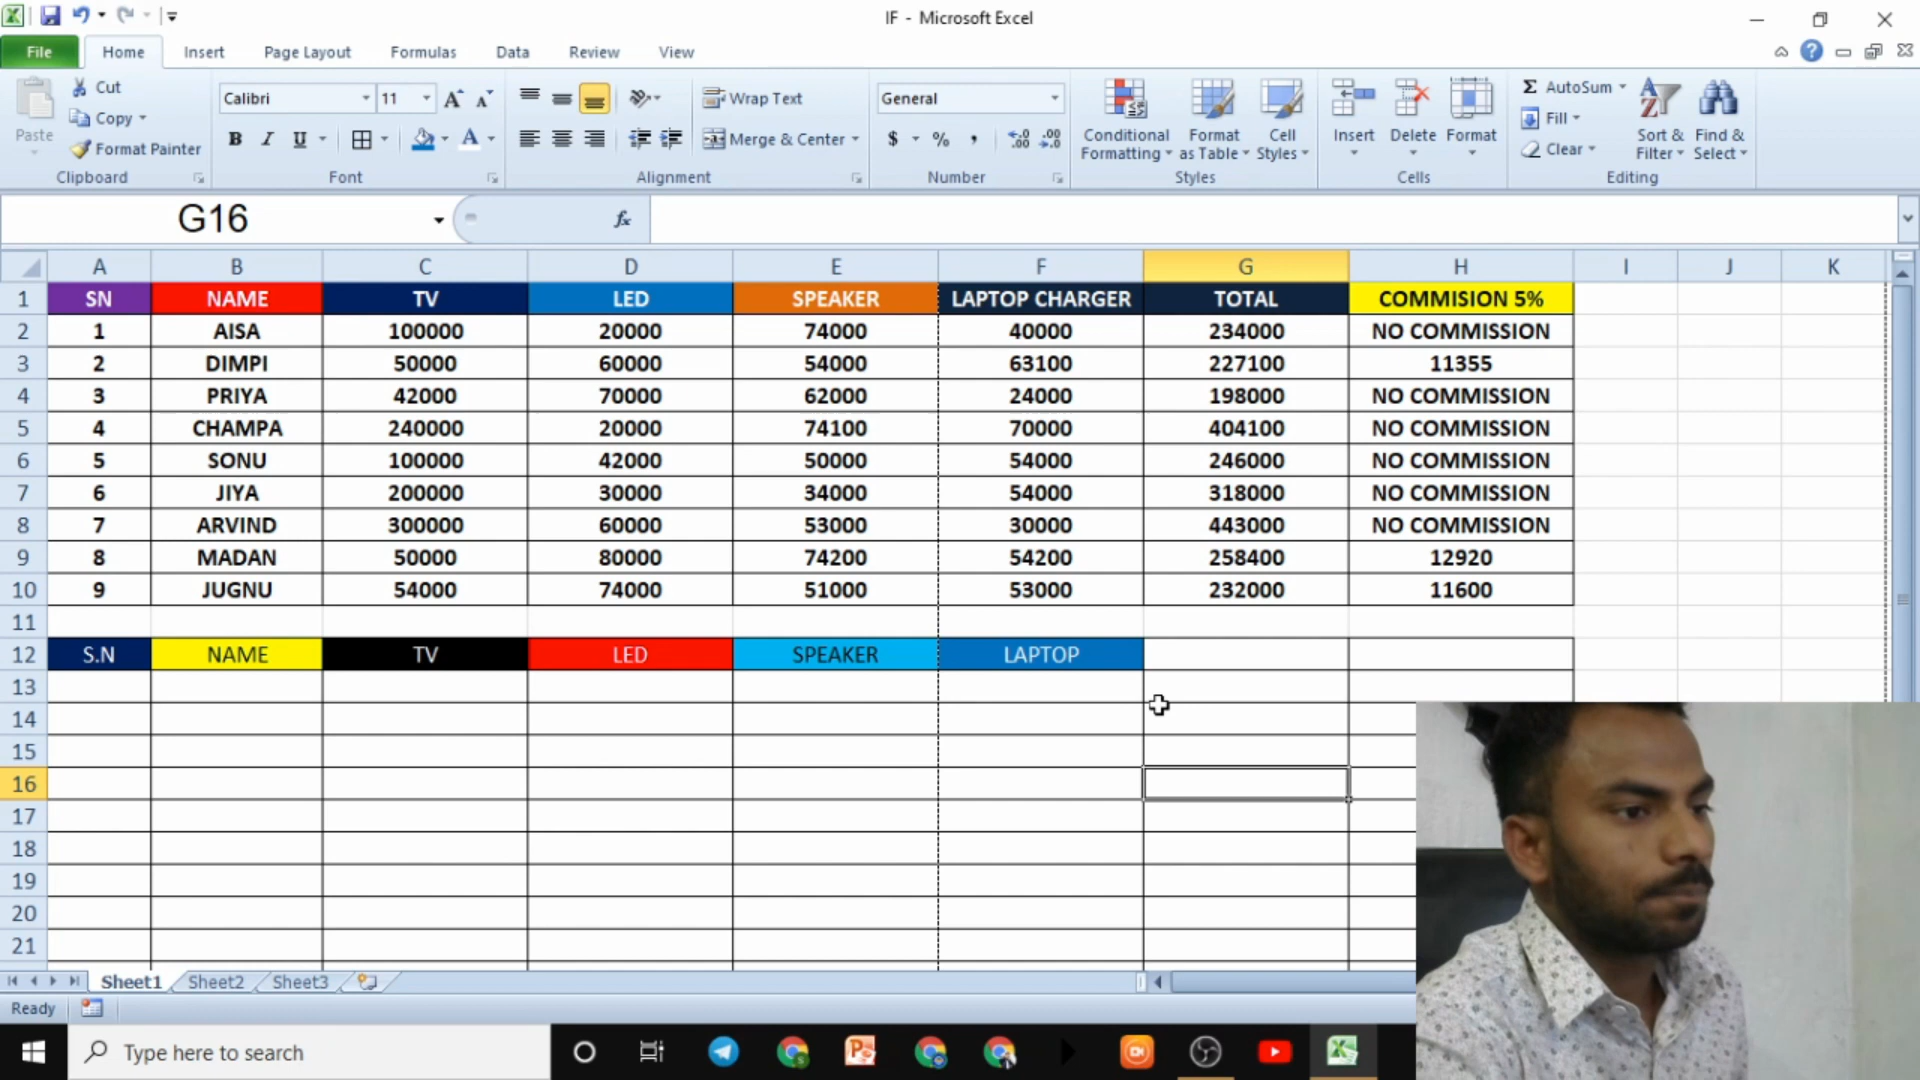 IF - Microsoft Excel
File Home Insert Page Layout Formulas Data Review View
Cut
Copy
Format Painter
Paste
Clipboard
Calibri 11
B I U
Font
Wrap Text
Merge & Center
Alignment
General
$ % ,
Number
Conditional Formatting
Format as Table
Cell Styles
Styles
Insert Delete Format
Cells
AutoSum
Fill
Clear
Sort & Filter
Find & Select
Editing
G16 fx
A B C D E F G H I J K
1 SN NAME TV LED SPEAKER LAPTOP CHARGER TOTAL COMMISION 5%
2 1 AISA 100000 20000 74000 40000 234000 NO COMMISSION
3 2 DIMPI 50000 60000 54000 63100 227100 11355
4 3 PRIYA 42000 70000 62000 24000 198000 NO COMMISSION
5 4 CHAMPA 240000 20000 74100 70000 404100 NO COMMISSION
6 5 SONU 100000 42000 50000 54000 246000 NO COMMISSION
7 6 JIYA 200000 30000 34000 54000 318000 NO COMMISSION
8 7 ARVIND 300000 60000 53000 30000 443000 NO COMMISSION
9 8 MADAN 50000 80000 74200 54200 258400 12920
10 9 JUGNU 54000 74000 51000 53000 232000 11600
11
12 S.N NAME TV LED SPEAKER LAPTOP
13
14
15
16
17
18
19
20
21
Sheet1 Sheet2 Sheet3
Ready
Type here to search